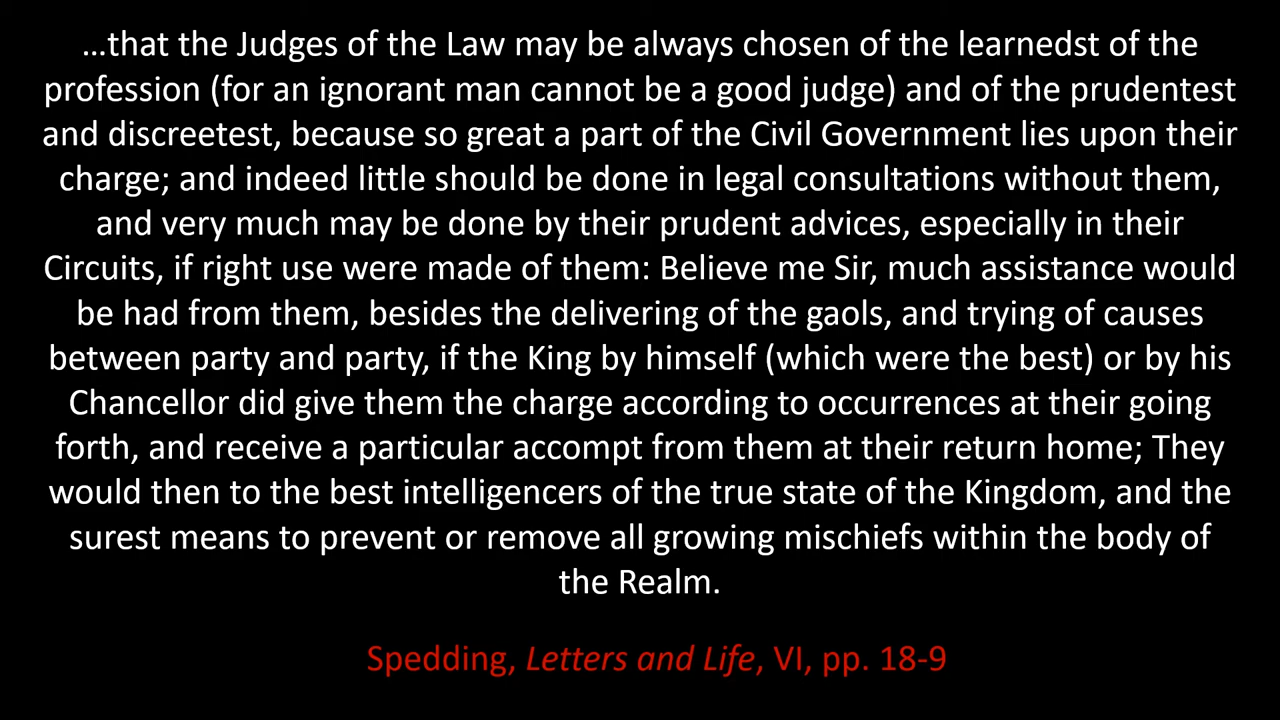 …that the Judges of the Law may be always chosen of the learnedst of the
profession (for an ignorant man cannot be a good judge) and of the prudentest
and discreetest, because so great a part of the Civil Government lies upon their
charge; and indeed little should be done in legal consultations without them,
and very much may be done by their prudent advices, especially in their
Circuits, if right use were made of them: Believe me Sir, much assistance would
be had from them, besides the delivering of the gaols, and trying of causes
between party and party, if the King by himself (which were the best) or by his
Chancellor did give them the charge according to occurrences at their going
forth, and receive a particular accompt from them at their return home; They
would then to the best intelligencers of the true state of the Kingdom, and the
surest means to prevent or remove all growing mischiefs within the body of
the Realm.
Spedding, Letters and Life, VI, pp. 18-9